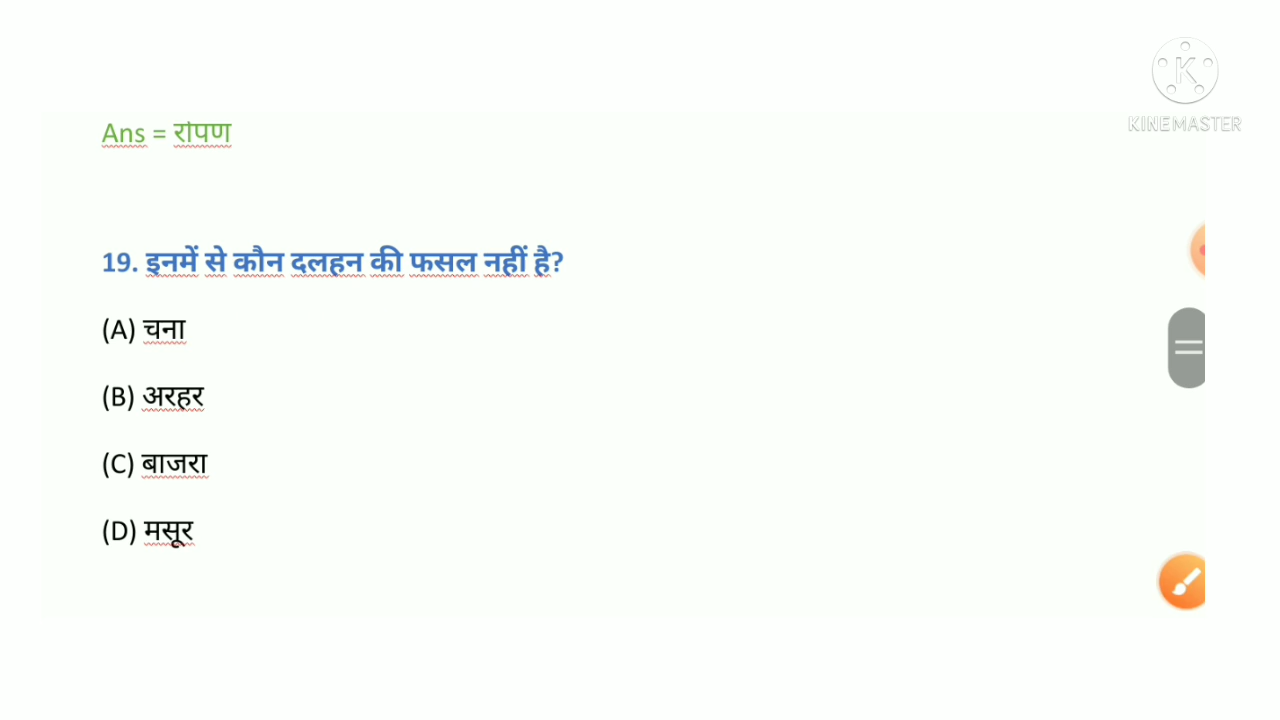 KINEMASTER
Ans = रोपण
19. इनमें से कौन दलहन की फसल नहीं है?
(A) चना
(B) अरहर
(C) बाजरा
(D) मसूर